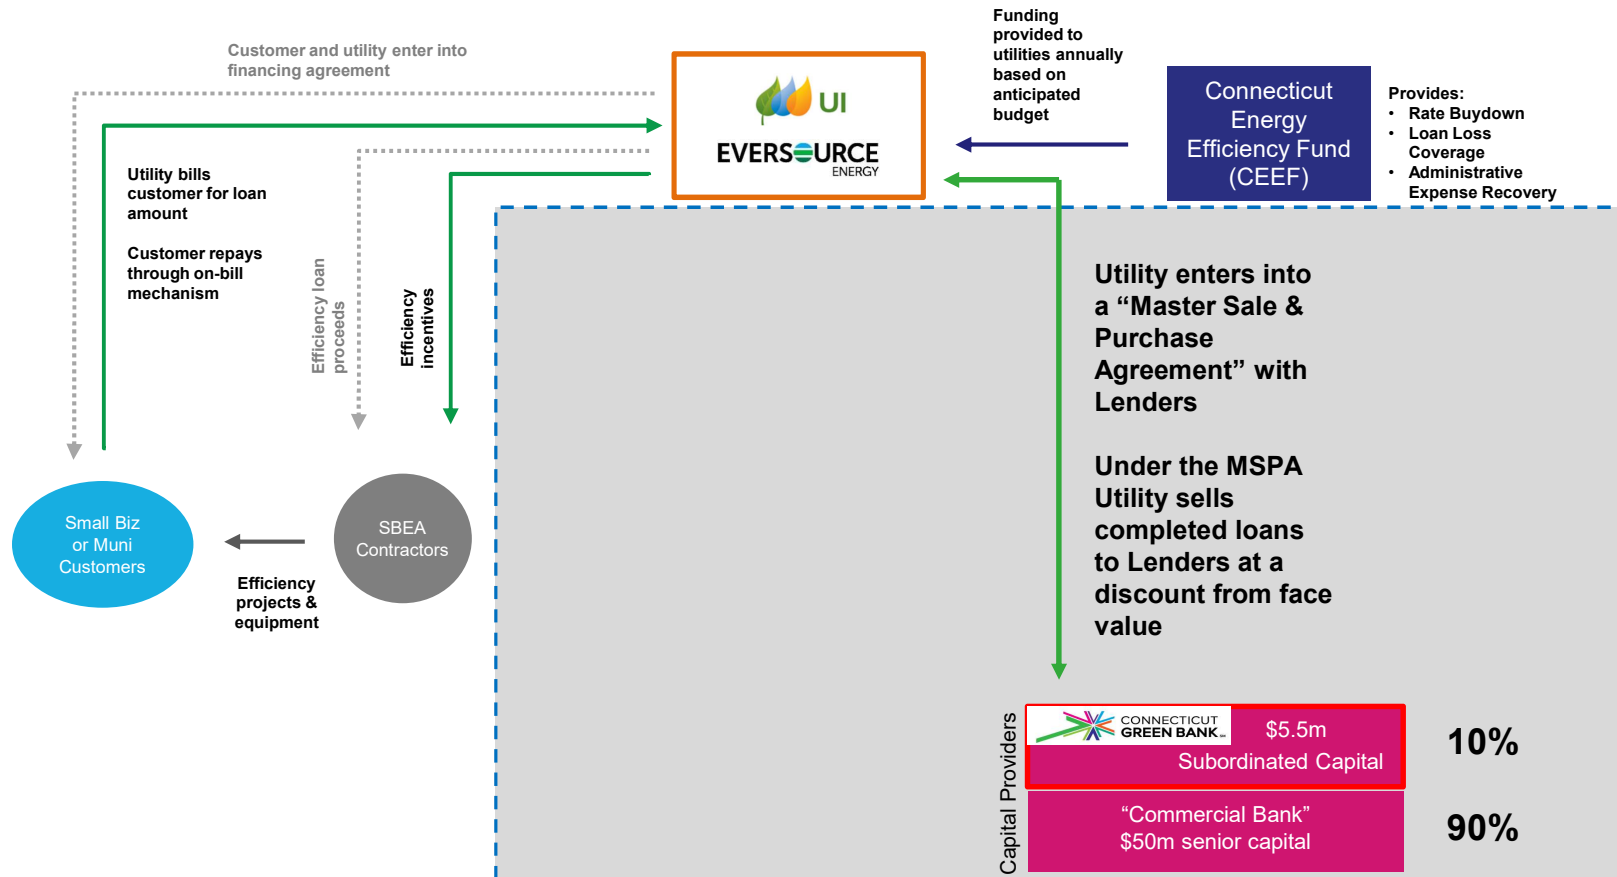 Customer and utility enter into
financing agreement
UI
EVERSOURCE
ENERGY
Funding
provided to
utilities annually
based on
anticipated
budget
Connecticut
Energy
Efficiency Fund
(CEEF)
Provides:
• Rate Buydown
• Loan Loss
Coverage
• Administrative
Expense Recovery
Utility bills
customer for loan
amount
Customer repays
through on-bill
mechanism
Efficiency loan
proceeds
Efficiency
incentives
Small Biz
or Muni
Customers
SBEA
Contractors
Efficiency
projects &
equipment
Utility enters into
a “Master Sale &
Purchase
Agreement” with
Lenders
Under the MSPA
Utility sells
completed loans
to Lenders at a
discount from face
value
Capital Providers
CONNECTICUT
GREEN BANK
$5.5m
Subordinated Capital
10%
“Commercial Bank”
$50m senior capital
90%